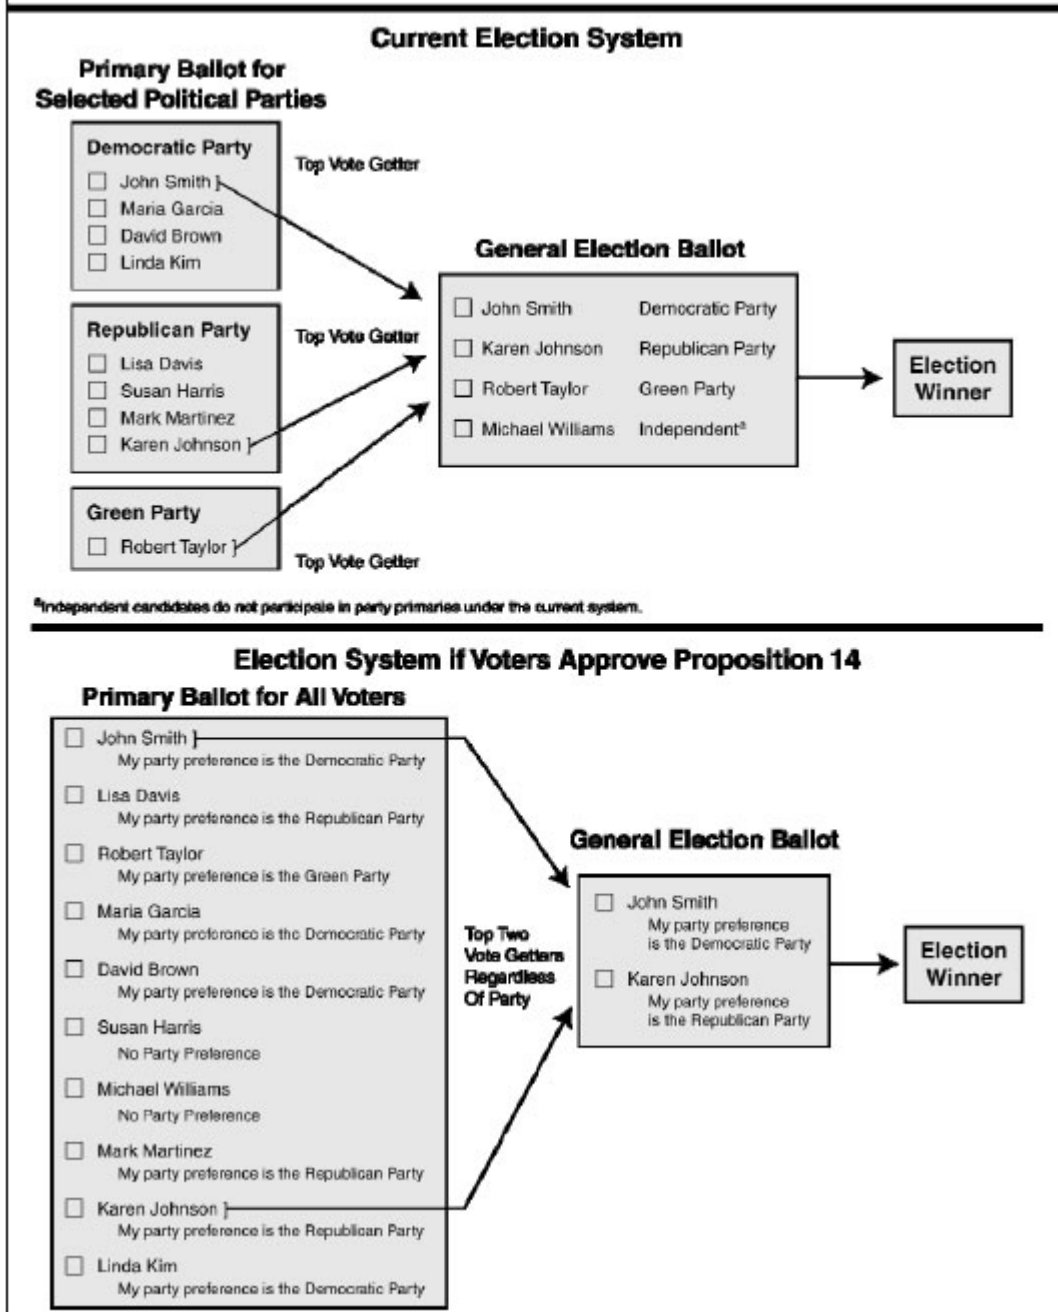 Current Election System
Primary Ballot for
Selected Political Parties
Democratic Party
John Smith
Maria Garcia
David Brown
Linda Kim
Top Vote Getter
Republican Party
Lisa Davis
Susan Harris
Mark Martinez
Karen Johnson
Top Vote Getter
Green Party
Robert Taylor
Top Vote Getter
General Election Ballot
John Smith Democratic Party
Karen Johnson Republican Party
Robert Taylor Green Party
Michael Williams Independentª
Election
Winner
ªIndependent candidates do not participate in party primaries under the current system.
Election System if Voters Approve Proposition 14
Primary Ballot for All Voters
John Smith
My party preference is the Democratic Party
Lisa Davis
My party preference is the Republican Party
Robert Taylor
My party preference is the Green Party
Maria Garcia
My party preference is the Democratic Party
David Brown
My party preference is the Democratic Party
Susan Harris
No Party Preference
Michael Williams
No Party Preference
Mark Martinez
My party preference is the Republican Party
Karen Johnson
My party preference is the Republican Party
Linda Kim
My party preference is the Democratic Party
Top Two
Vote Getters
Regardless
Of Party
General Election Ballot
John Smith
My party preference
is the Democratic Party
Karen Johnson
My party preference
is the Republican Party
Election
Winner